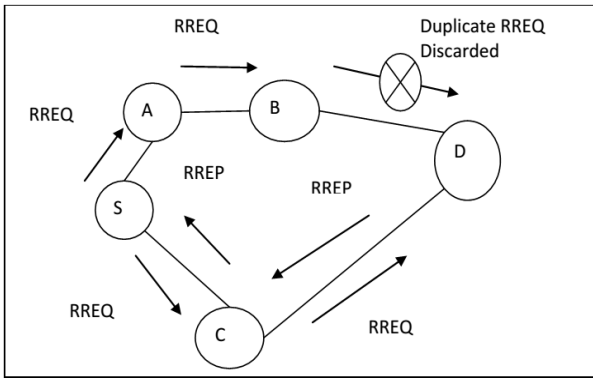 RREQ
Duplicate RREQ
Discarded
RREQ
A
B
D
RREP
RREP
S
RREQ
C
RREQ